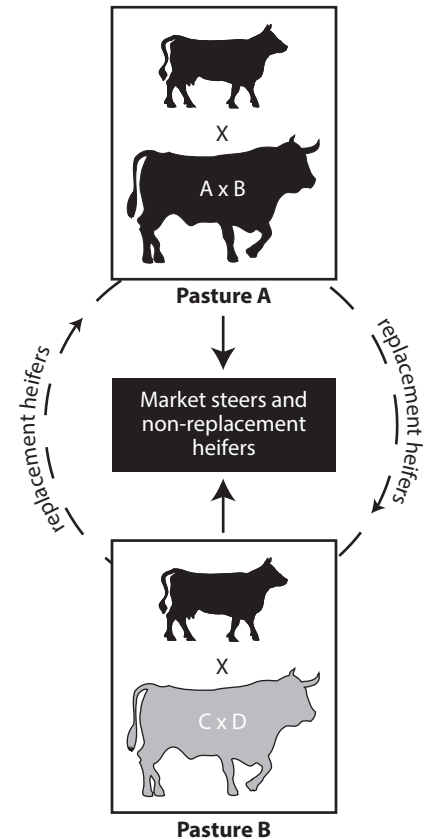 X
A x B
Pasture A
replacement heifers
replacement heifers
Market steers and
non-replacement
heifers
X
C x D
Pasture B